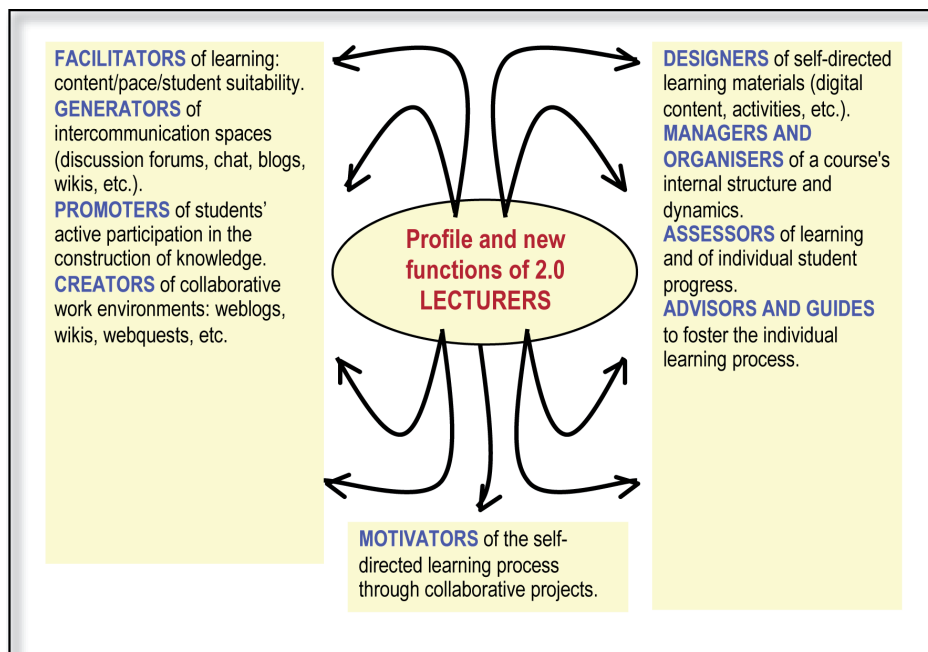 FACILITATORS of learning:
content/pace/student suitability.
GENERATORS of
intercommunication spaces
(discussion forums, chat, blogs,
wikis, etc.).
PROMOTERS of students’
active participation in the
construction of knowledge.
CREATORS of collaborative
work environments: weblogs,
wikis, webquests, etc.
Profile and new
functions of 2.0
LECTURERS
DESIGNERS of self-directed
learning materials (digital
content, activities, etc.).
MANAGERS AND
ORGANISERS of a course's
internal structure and
dynamics.
ASSESSORS of learning
and of individual student
progress.
ADVISORS AND GUIDES
to foster the individual
learning process.
MOTIVATORS of the self-
directed learning process
through collaborative projects.